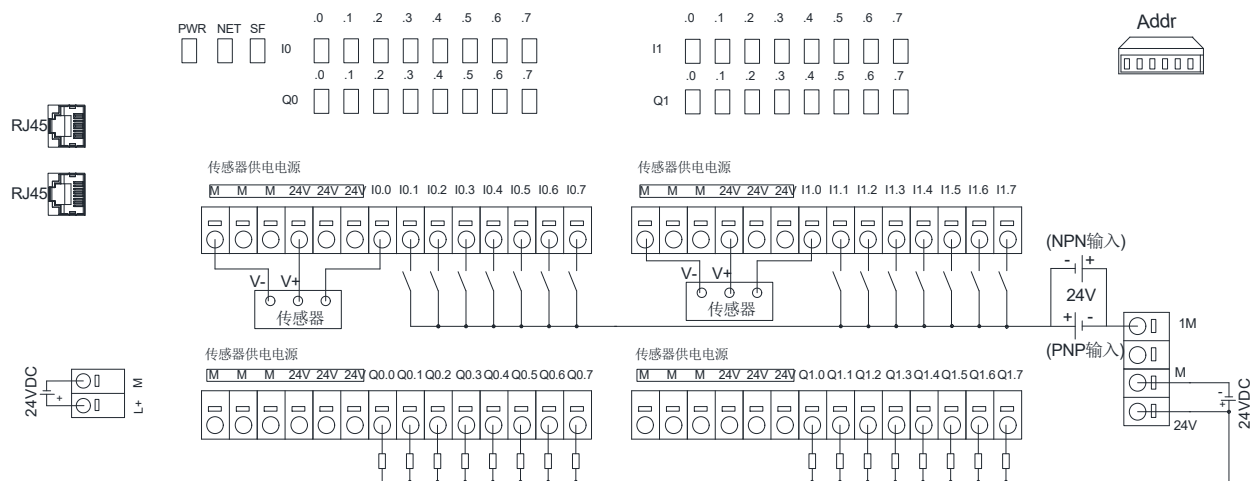 PWR NET SF
.0 .1 .2 .3 .4 .5 .6 .7
I0
.0 .1 .2 .3 .4 .5 .6 .7
Q0
.0 .1 .2 .3 .4 .5 .6 .7
I1
.0 .1 .2 .3 .4 .5 .6 .7
Q1
Addr
RJ45
RJ45
传感器供电电源
M M M 24V 24V 24V I0.0 I0.1 I0.2 I0.3 I0.4 I0.5 I0.6 I0.7
V- V+
传感器
传感器供电电源
M M M 24V 24V 24V I1.0 I1.1 I1.2 I1.3 I1.4 I1.5 I1.6 I1.7
V- V+
传感器
(NPN输入)
- +
24V
+ -
(PNP输入)
1M
M
24V
- +
24VDC
24VDC
+
L+ M
传感器供电电源
M M M 24V 24V 24V Q0.0 Q0.1 Q0.2 Q0.3 Q0.4 Q0.5 Q0.6 Q0.7
传感器供电电源
M M M 24V 24V 24V Q1.0 Q1.1 Q1.2 Q1.3 Q1.4 Q1.5 Q1.6 Q1.7